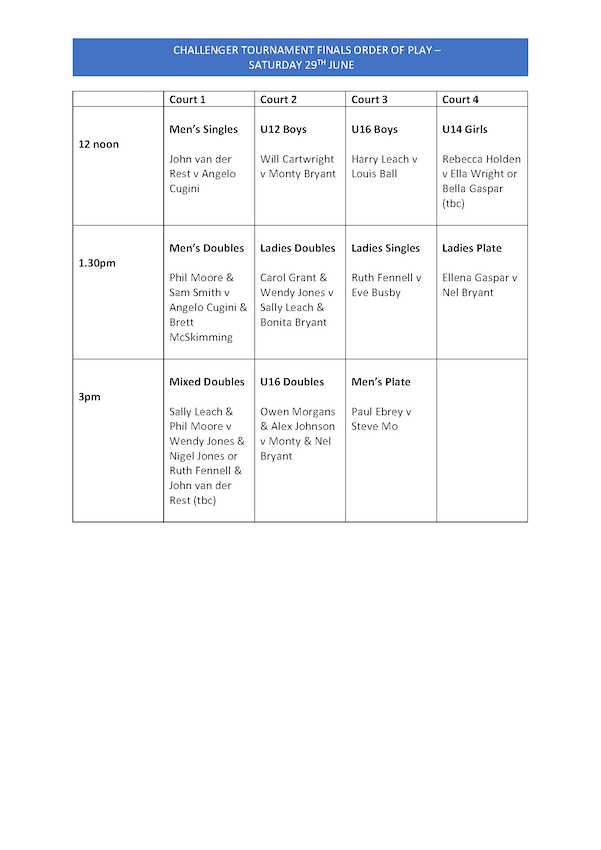 CHALLENGER TOURNAMENT FINALS ORDER OF PLAY –
SATURDAY 29TH JUNE
Court 1
Court 2
Court 3
Court 4
12 noon
Men's Singles
John van der
Rest v Angelo
Cugini
U12 Boys
Will Cartwright
v Monty Bryant
U16 Boys
Harry Leach v
Louis Ball
U14 Girls
Rebecca Holden
v Ella Wright or
Bella Gaspar
(tbc)
1.30pm
Men's Doubles
Phil Moore &
Sam Smith v
Angelo Cugini &
Brett
McSkimming
Ladies Doubles
Carol Grant &
Wendy Jones v
Sally Leach &
Bonita Bryant
Ladies Singles
Ruth Fennell v
Eve Busby
Ladies Plate
Ellena Gaspar v
Nel Bryant
3pm
Mixed Doubles
Sally Leach &
Phil Moore v
Wendy Jones &
Nigel Jones or
Ruth Fennell &
John van der
Rest (tbc)
U16 Doubles
Owen Morgans
& Alex Johnson
v Monty & Nel
Bryant
Men's Plate
Paul Ebrey v
Steve Mo